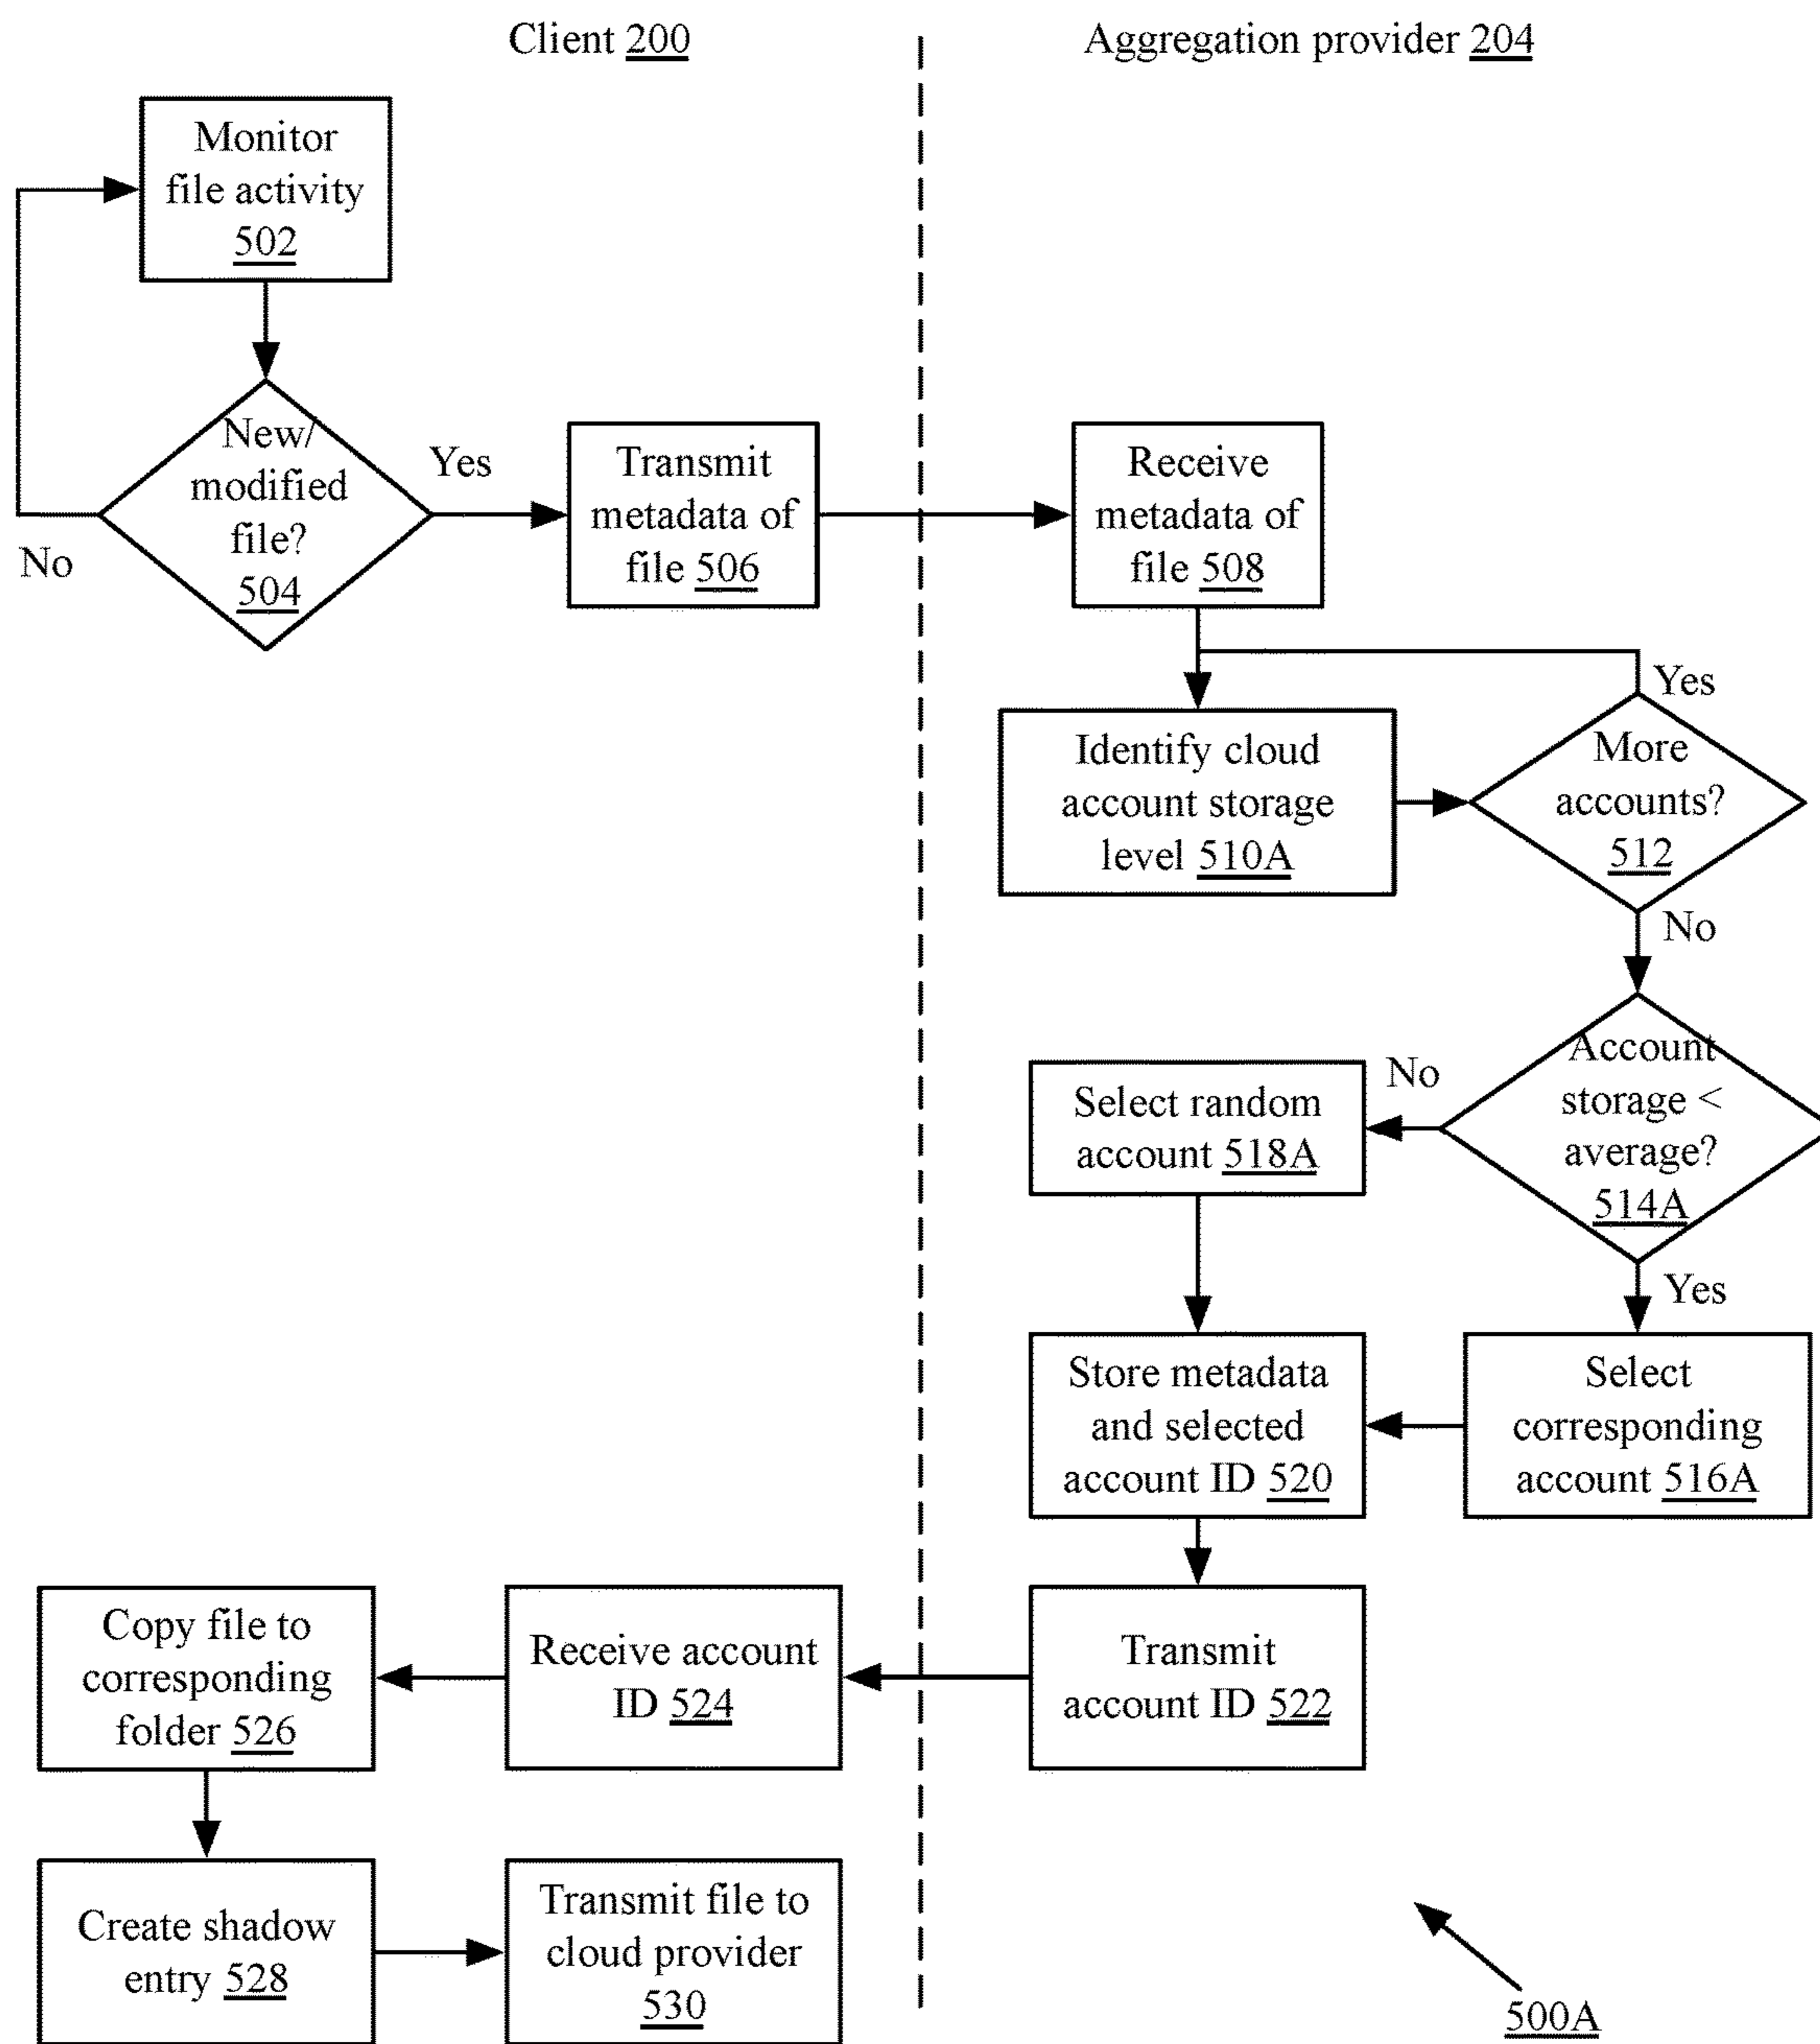 Client 200
Aggregation provider 204
Monitor
file activity
502
New/
modified
file?
504
Yes
No
Transmit
metadata of
file 506
Receive
metadata of
file 508
Identify cloud
account storage
level 510A
Yes
More
accounts?
512
No
Account
storage <
average?
514A
No
Yes
Select random
account 518A
Select
corresponding
account 516A
Store metadata
and selected
account ID 520
Transmit
account ID 522
Receive account
ID 524
Copy file to
corresponding
folder 526
Create shadow
entry 528
Transmit file to
cloud provider
530
500A